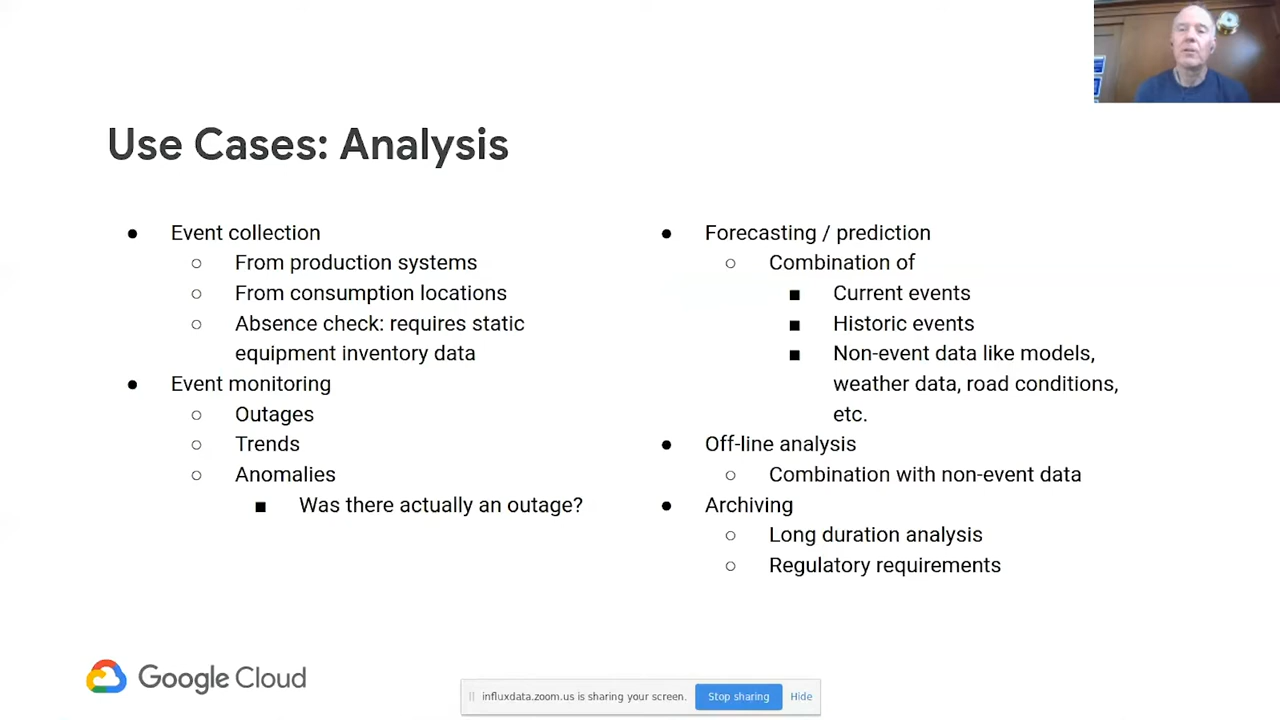 Use Cases: Analysis
● Event collection
○ From production systems
○ From consumption locations
○ Absence check: requires static
equipment inventory data
● Event monitoring
○ Outages
○ Trends
○ Anomalies
■ Was there actually an outage?
● Forecasting / prediction
○ Combination of
■ Current events
■ Historic events
■ Non-event data like models,
weather data, road conditions,
etc.
● Off-line analysis
○ Combination with non-event data
● Archiving
○ Long duration analysis
○ Regulatory requirements
Google Cloud
influxdata.zoom.us is sharing your screen.
Stop sharing
Hide